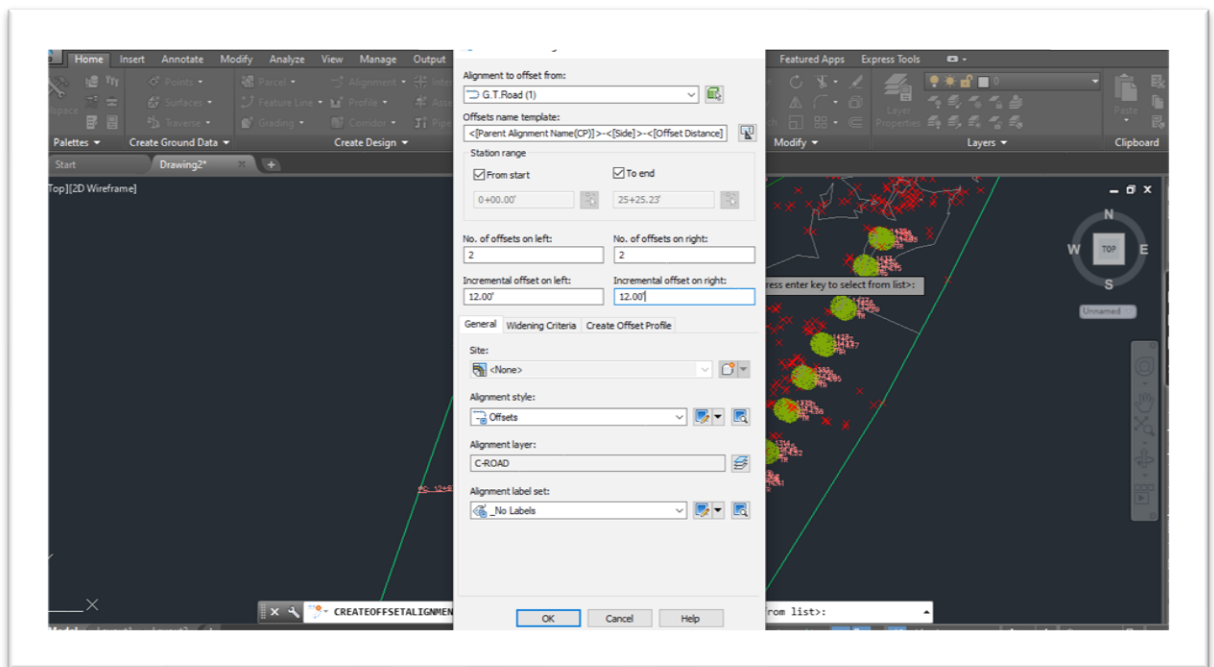 Home Insert Annotate Modify Analyze View Manage Output Featured Apps Express Tools
Points Parcel Alignment
Surfaces Feature Line Profile
Traverse Grading Corridor Pipe
Layer
Properties
Paste
Palettes Create Ground Data Create Design Modify Layers Clipboard
Start Drawing2*
Top][2D Wireframe]
Alignment to offset from:
G.T.Road (1)
Offsets name template:
<[Parent Alignment Name(CP)]>-<[Side]>-<[Offset Distance]
Station range
From start To end
0+00.00' 25+25.23'
No. of offsets on left: No. of offsets on right:
2 2
Incremental offset on left: Incremental offset on right:
12.00' 12.00'
General Widening Criteria Create Offset Profile
Site:
<None>
Alignment style:
Offsets
Alignment layer:
C-ROAD
Alignment label set:
_No Labels
OK Cancel Help
ress enter key to select from list>:
N
W TOP E
S
Unnamed
CREATEOFFSETALIGNMEN rom list>: